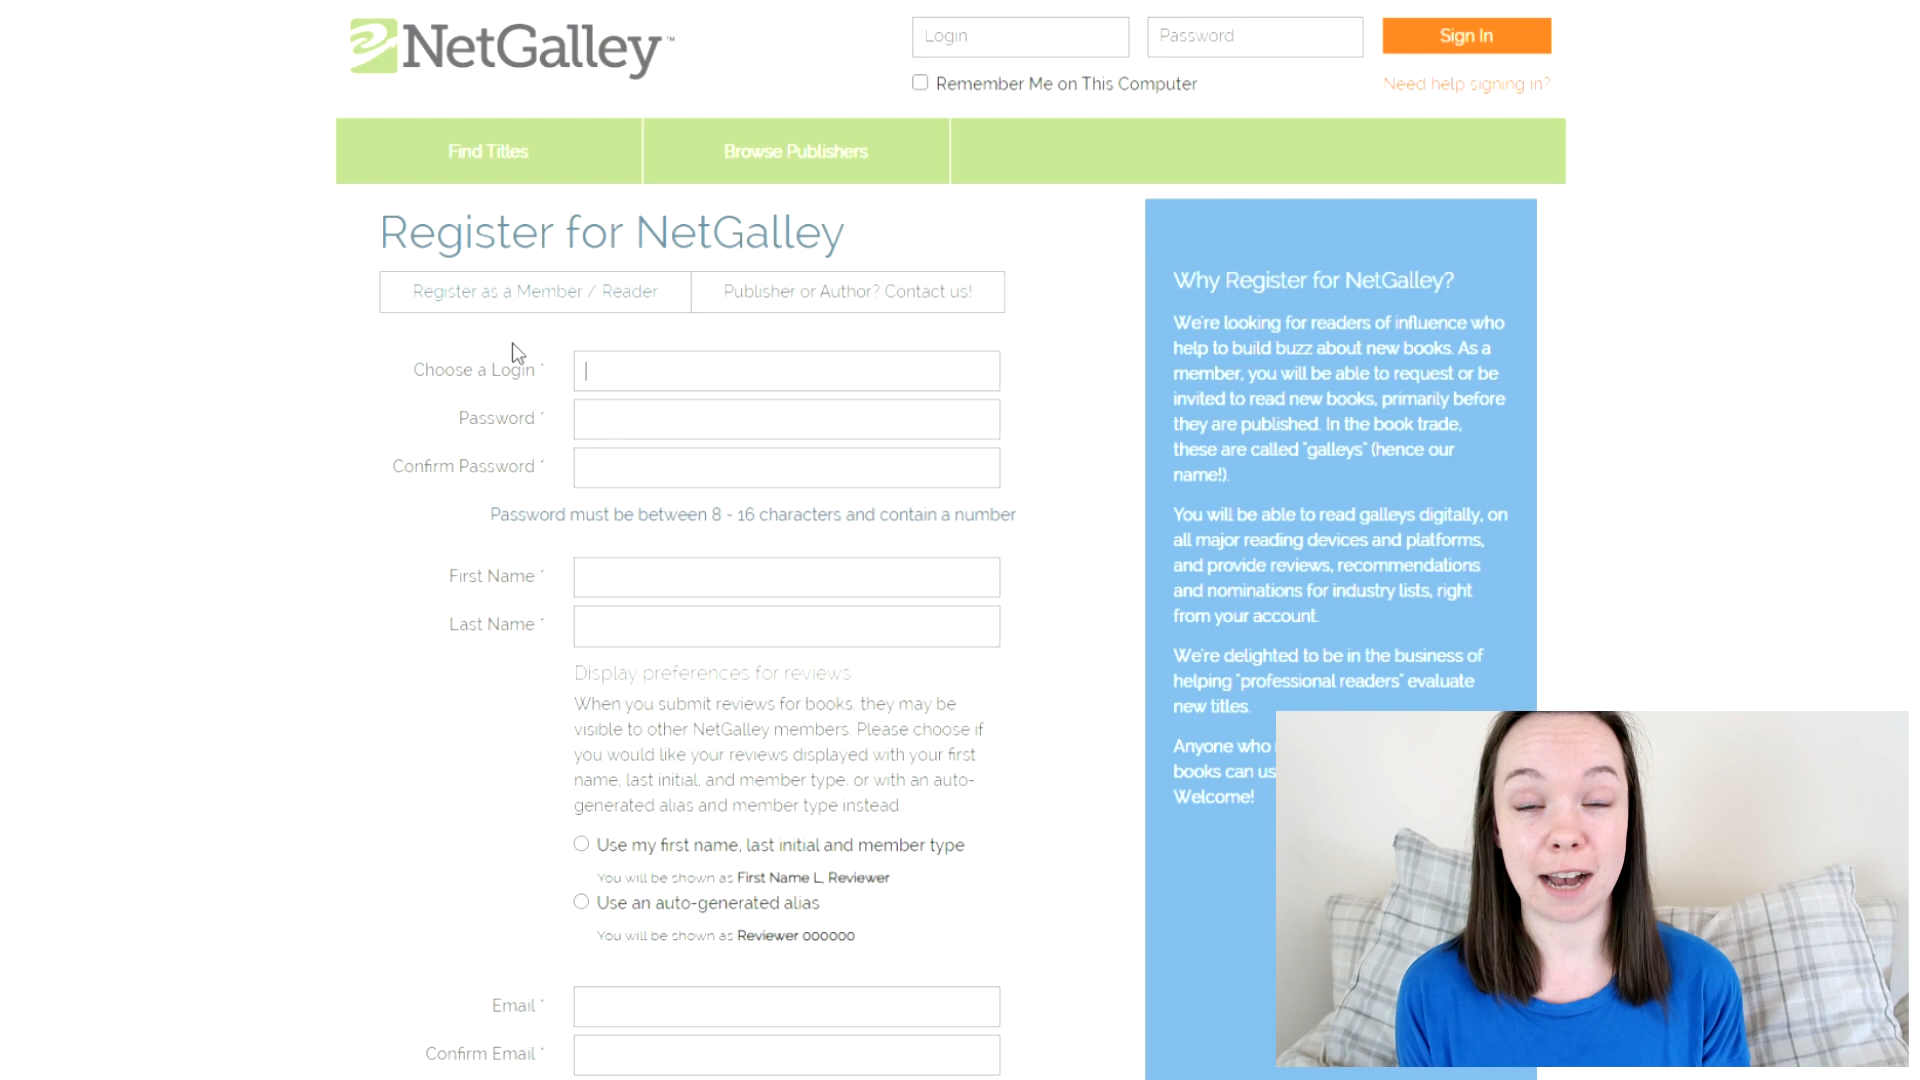 NetGalley™
Login
Password
Sign In
Remember Me on This Computer
Need help signing in?
Find Titles
Browse Publishers
Register for NetGalley
Register as a Member / Reader
Publisher or Author? Contact us!
Choose a Login *
Password *
Confirm Password *
Password must be between 8 - 16 characters and contain a number.
First Name *
Last Name *
Display preferences for reviews
When you submit reviews for books, they may be
visible to other NetGalley members. Please choose if
you would like your reviews displayed with your first
name, last initial, and member type, or with an auto-
generated alias and member type instead
Use my first name, last initial and member type
You will be shown as First Name L, Reviewer
Use an auto-generated alias
You will be shown as Reviewer 000000
Email *
Confirm Email *
Why Register for NetGalley?
We're looking for readers of influence who
help to build buzz about new books. As a
member, you will be able to request or be
invited to read new books, primarily before
they are published. In the book trade,
these are called "galleys" (hence our
name!).
You will be able to read galleys digitally, on
all major reading devices and platforms,
and provide reviews, recommendations
and nominations for industry lists, right
from your account.
We're delighted to be in the business of
helping "professional readers" evaluate
new titles.
Anyone who
books can us
Welcome!